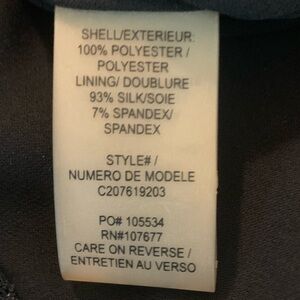 SHELL/EXTERIEUR:
100% POLYESTER /
POLYESTER
LINING/ DOUBLURE
93% SILK/SOIE
7% SPANDEX/
SPANDEX
STYLE# /
NUMERO DE MODELE
C207619203
PO# 105534
RN#107677
CARE ON REVERSE /
ENTRETIEN AU VERSO